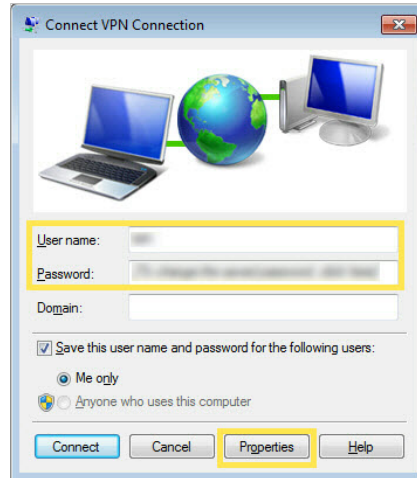 Connect VPN Connection
User name:
Password:
Domain:
Save this user name and password for the following users:
Me only
Anyone who uses this computer
Connect Cancel Properties Help